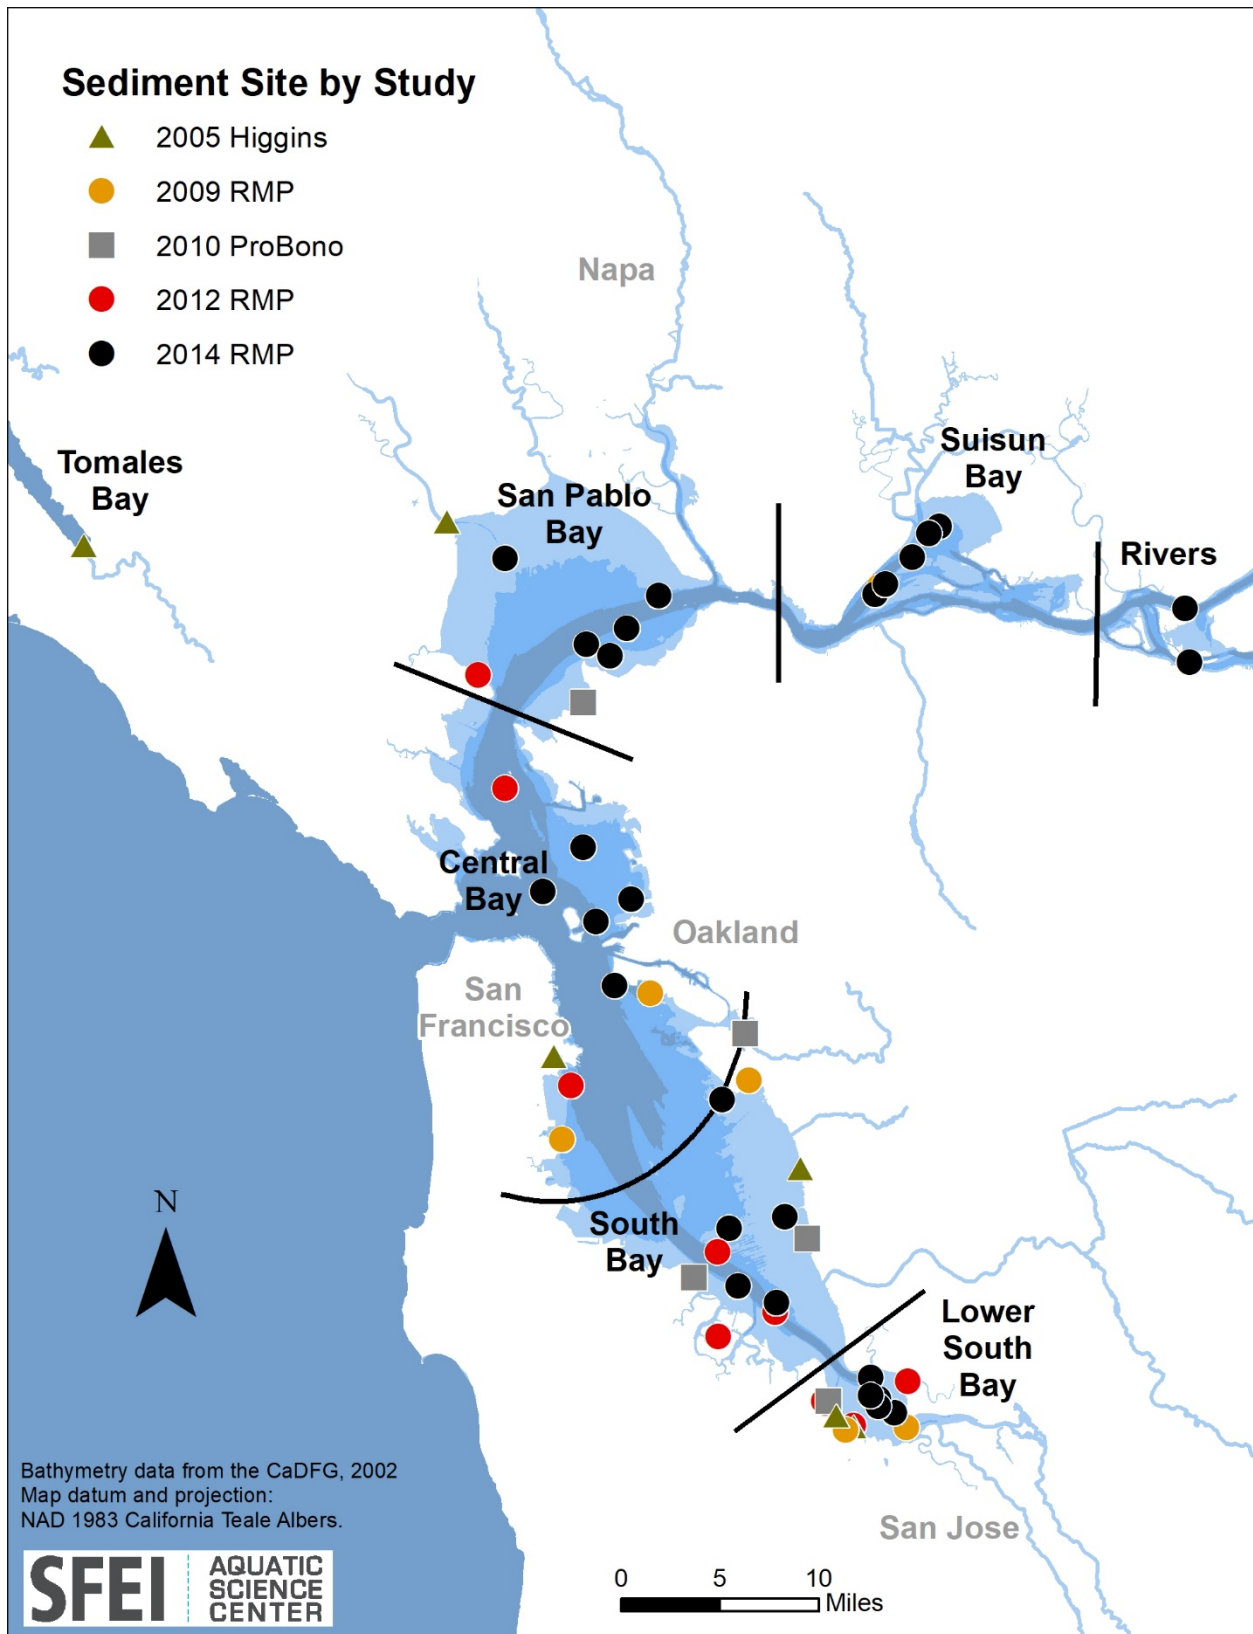 Sediment Site by Study
2005 Higgins
2009 RMP
2010 ProBono
2012 RMP
2014 RMP
Napa
Tomales
Bay
San Pablo
Bay
Suisun
Bay
Rivers
Central
Bay
Oakland
San
Francisco
N
South
Bay
Lower
South
Bay
San Jose
Bathymetry data from the CaDFG, 2002
Map datum and projection:
NAD 1983 California Teale Albers.
SFEI
AQUATIC
SCIENCE
CENTER
0 5 10
Miles